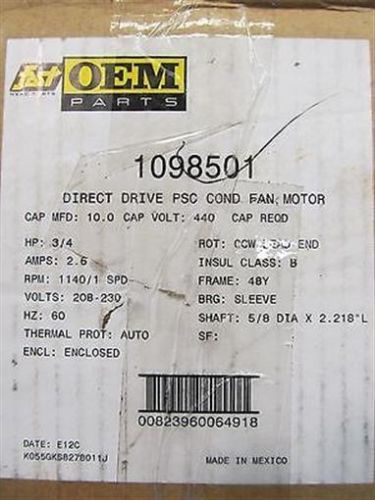 fast OEM
PARTS
1098501
DIRECT DRIVE PSC COND FAN MOTOR
CAP MFD: 10.0 CAP VOLT: 440 CAP REQD
HP: 3/4
ROT: CCW LEAD END
AMPS: 2.6
INSUL CLASS: B
RPM: 1140/1 SPD
FRAME: 48Y
VOLTS: 208-230
BRG: SLEEVE
HZ: 60
SHAFT: 5/8 DIA X 2.218"L
THERMAL PROT: AUTO
SF:
ENCL: ENCLOSED
00823960064918
DATE: E12C
K055GKS8278011J
MADE IN MEXICO